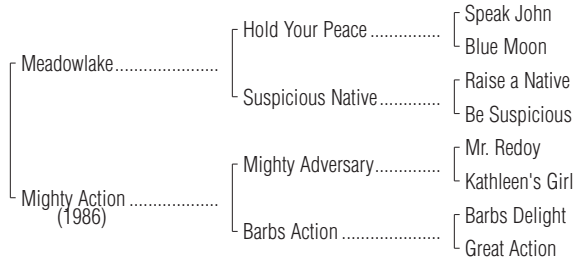 Speak John
Hold Your Peace ...............
Blue Moon
Meadowlake.....................
Raise a Native
Suspicious Native.............
Be Suspicious
Mr. Redoy
Mighty Adversary..............
Kathleen's Girl
Mighty Action ..................
(1986)
Barbs Delight
Barbs Action .....................
Great Action